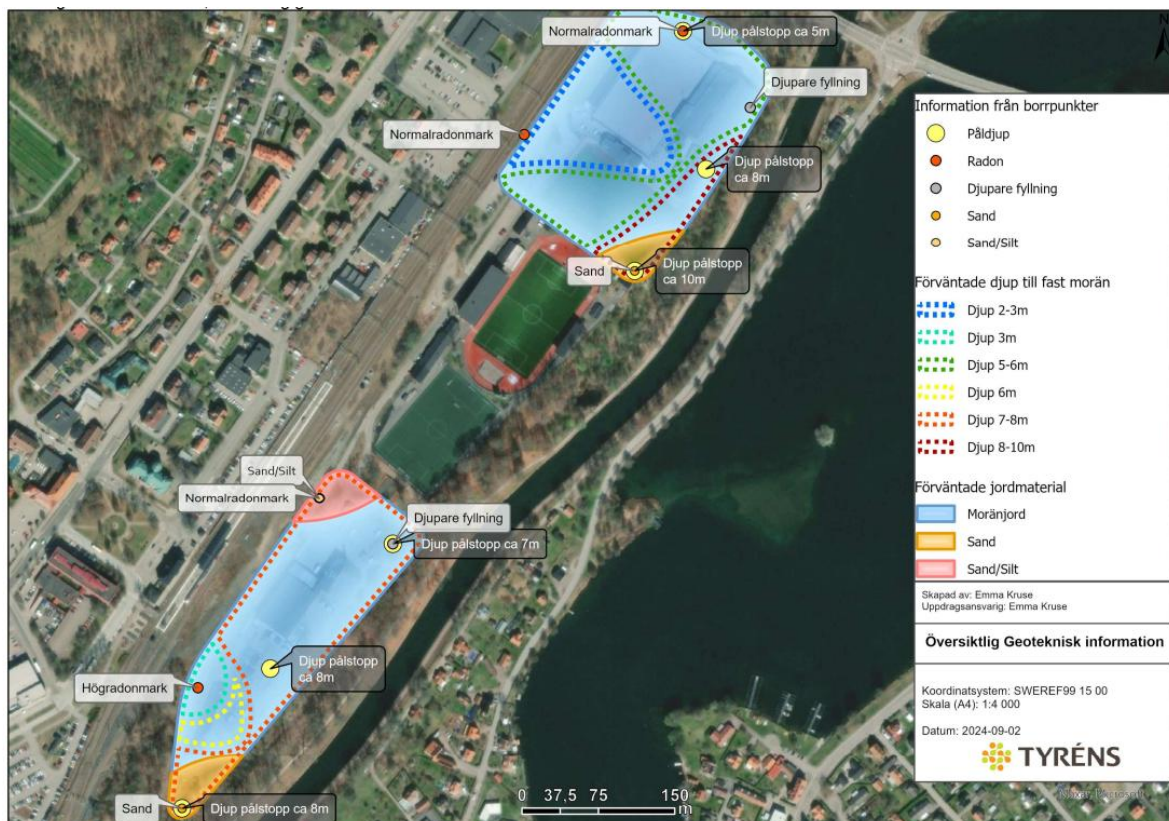 Normalradonmark
Djup pålstopp ca 5m
Djupare fyllning
Normalradonmark
Djup pålstopp
ca 8m
Sand
Djup pålstopp
ca 10m
Sand/Silt
Normalradonmark
Djupare fyllning
Djup pålstopp ca 7m
Djup pålstopp
ca 8m
Högradonmark
Sand
Djup pålstopp ca 8m
0 37,5 75 150
m
Information från borrpunkter
Påldjup
Radon
Djupare fyllning
Sand
Sand/Silt
Förväntade djup till fast morän
Djup 2-3m
Djup 3m
Djup 5-6m
Djup 6m
Djup 7-8m
Djup 8-10m
Förväntade jordmaterial
Moränjord
Sand
Sand/Silt
Skapad av: Emma Kruse
Uppdragsansvarig: Emma Kruse
Översiktlig Geoteknisk information
Koordinatsystem: SWEREF99 15 00
Skala (A4): 1:4 000
Datum: 2024-09-02
TYRÉNS